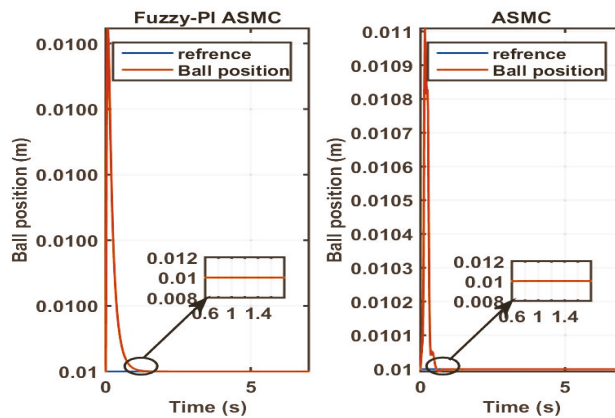 Fuzzy-PI ASMC
0.0100
0.0100
0.0100
0.0100
0.0100
0.01
refrence
Ball position
Ball position (m)
0.012
0.01
0.008
0.6 1 1.4
0
5
Time (s)
ASMC
0.011
0.0109
0.0108
0.0107
0.0106
0.0105
0.0104
0.0103
0.0102
0.0101
0.01
refrence
Ball position
Ball position (m)
0.012
0.01
0.008
0.6 1 1.4
0
5
Time (s)